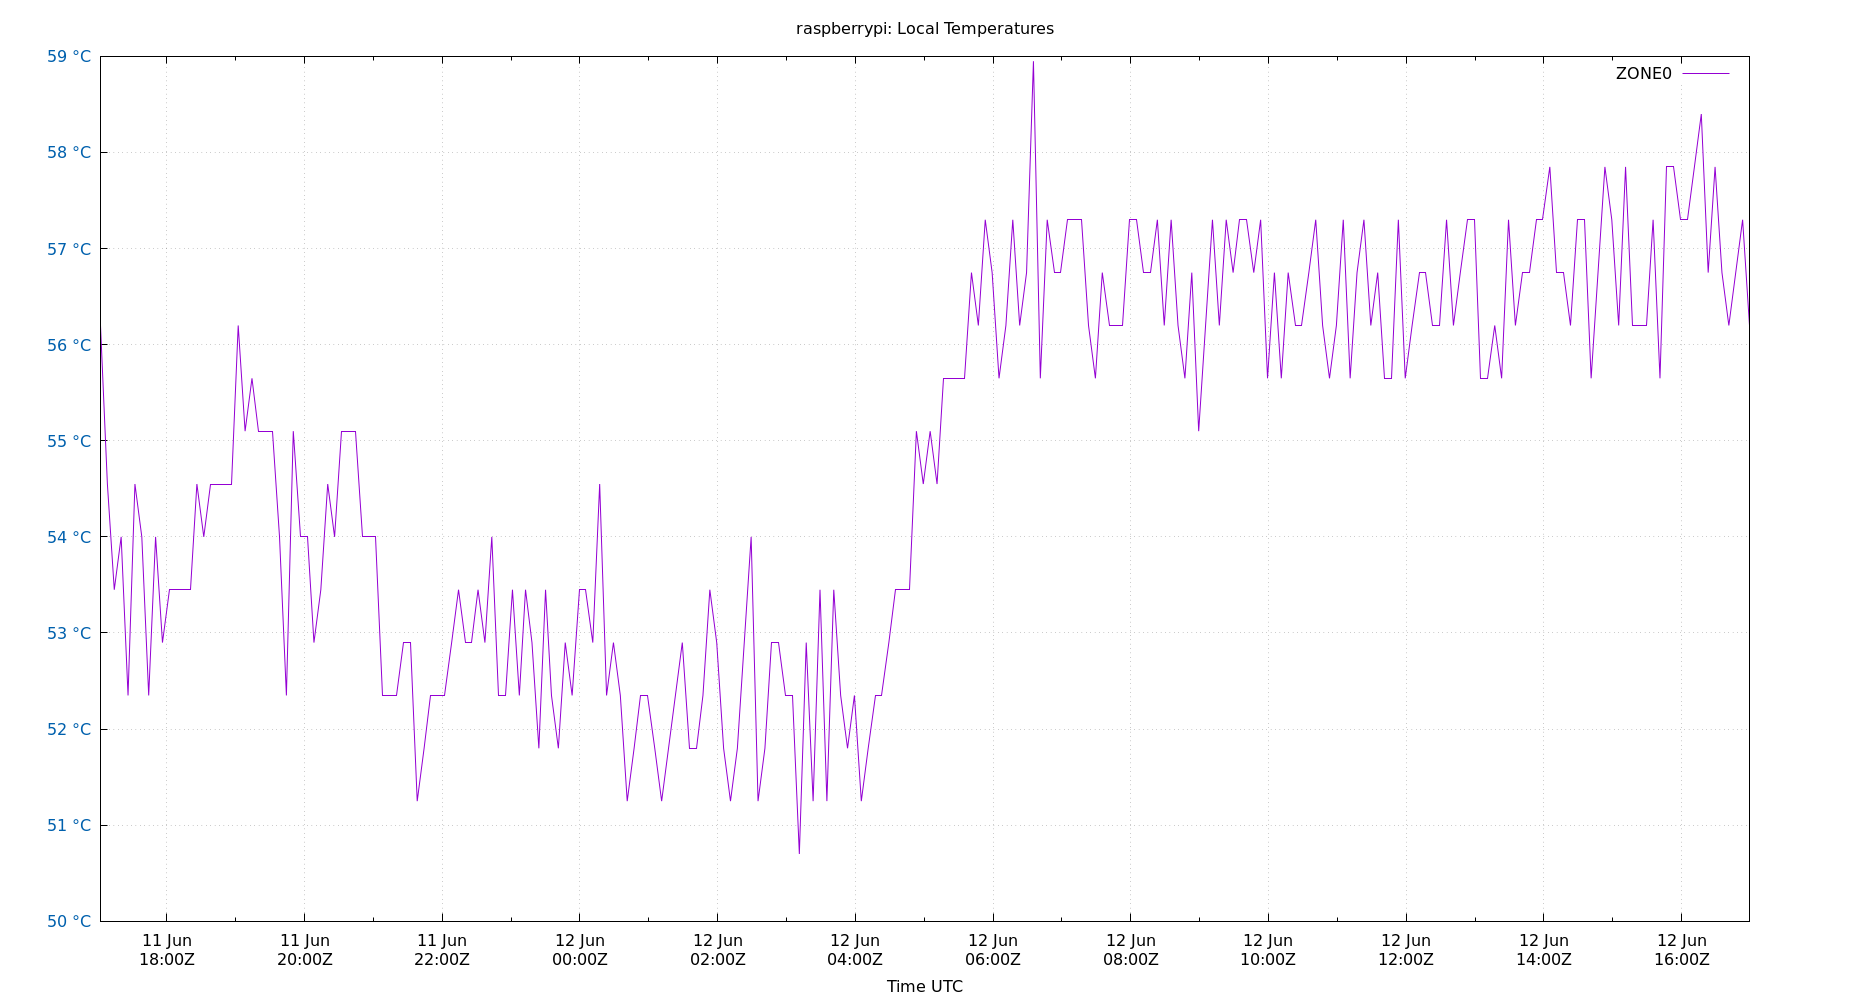 raspberrypi: Local Temperatures
59 °C
ZONE0
58 °C
57 °C
56 °C
55 °C
54 °C
53 °C
52 °C
51 °C
50 °C
11 Jun 11 Jun 11 Jun 12 Jun 12 Jun 12 Jun 12 Jun 12 Jun 12 Jun 12 Jun 12 Jun 12 Jun
18:00Z 20:00Z 22:00Z 00:00Z 02:00Z 04:00Z 06:00Z 08:00Z 10:00Z 12:00Z 14:00Z 16:00Z
Time UTC